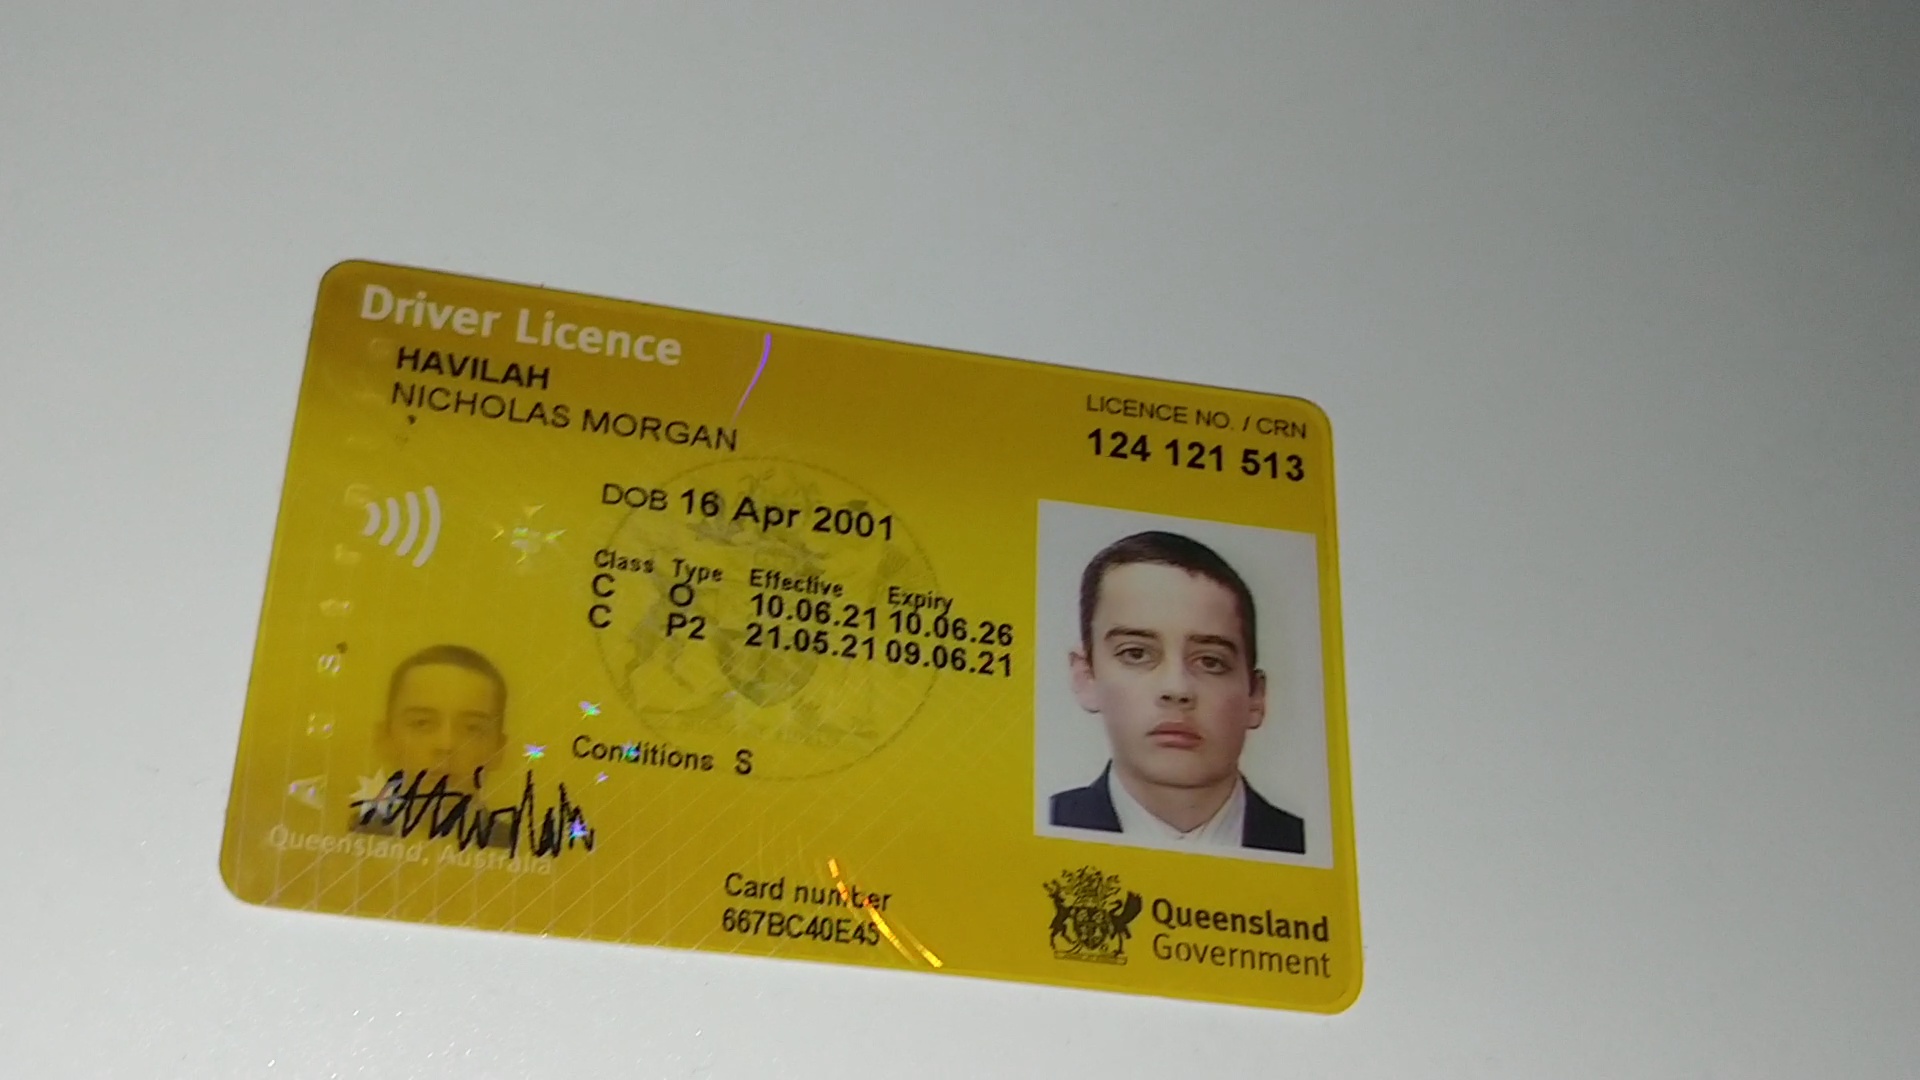 Driver Licence
HAVILAH
NICHOLAS MORGAN
LICENCE NO. / CRN
124 121 513
DOB 16 Apr 2001
Class Type Effective Expiry
C O 10.06.21 10.06.26
C P2 21.05.21 09.06.21
Conditions S
Queensland, Australia
Card number
667BC40E45
Queensland
Government